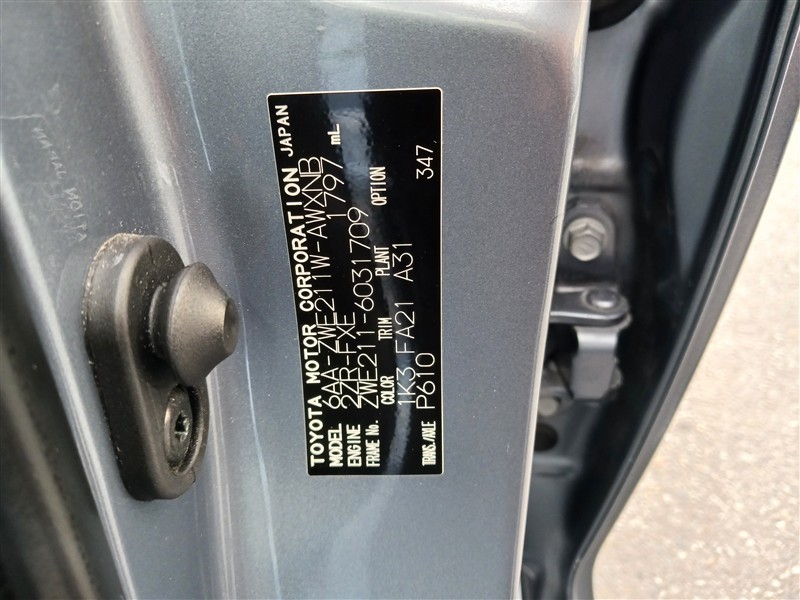 TOYOTA MOTOR CORPORATION JAPAN
MODEL 6AA-ZWE211W-AWXNB
ENGINE 2ZR-FXE 1797 mL
FRAME No. ZWE211-6031709
COLOR TRIM PLANT OPTION
1K3 FA21 A31
TRANS./AXLE P610 347